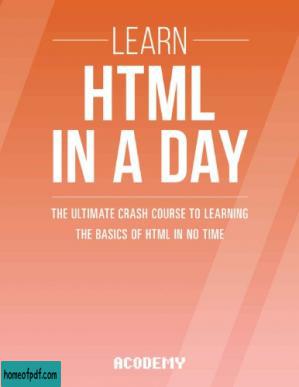 LEARN
HTML
IN A DAY
THE ULTIMATE CRASH COURSE TO LEARNING
THE BASICS OF HTML IN NO TIME
ACODEMY
homeofpdf.com